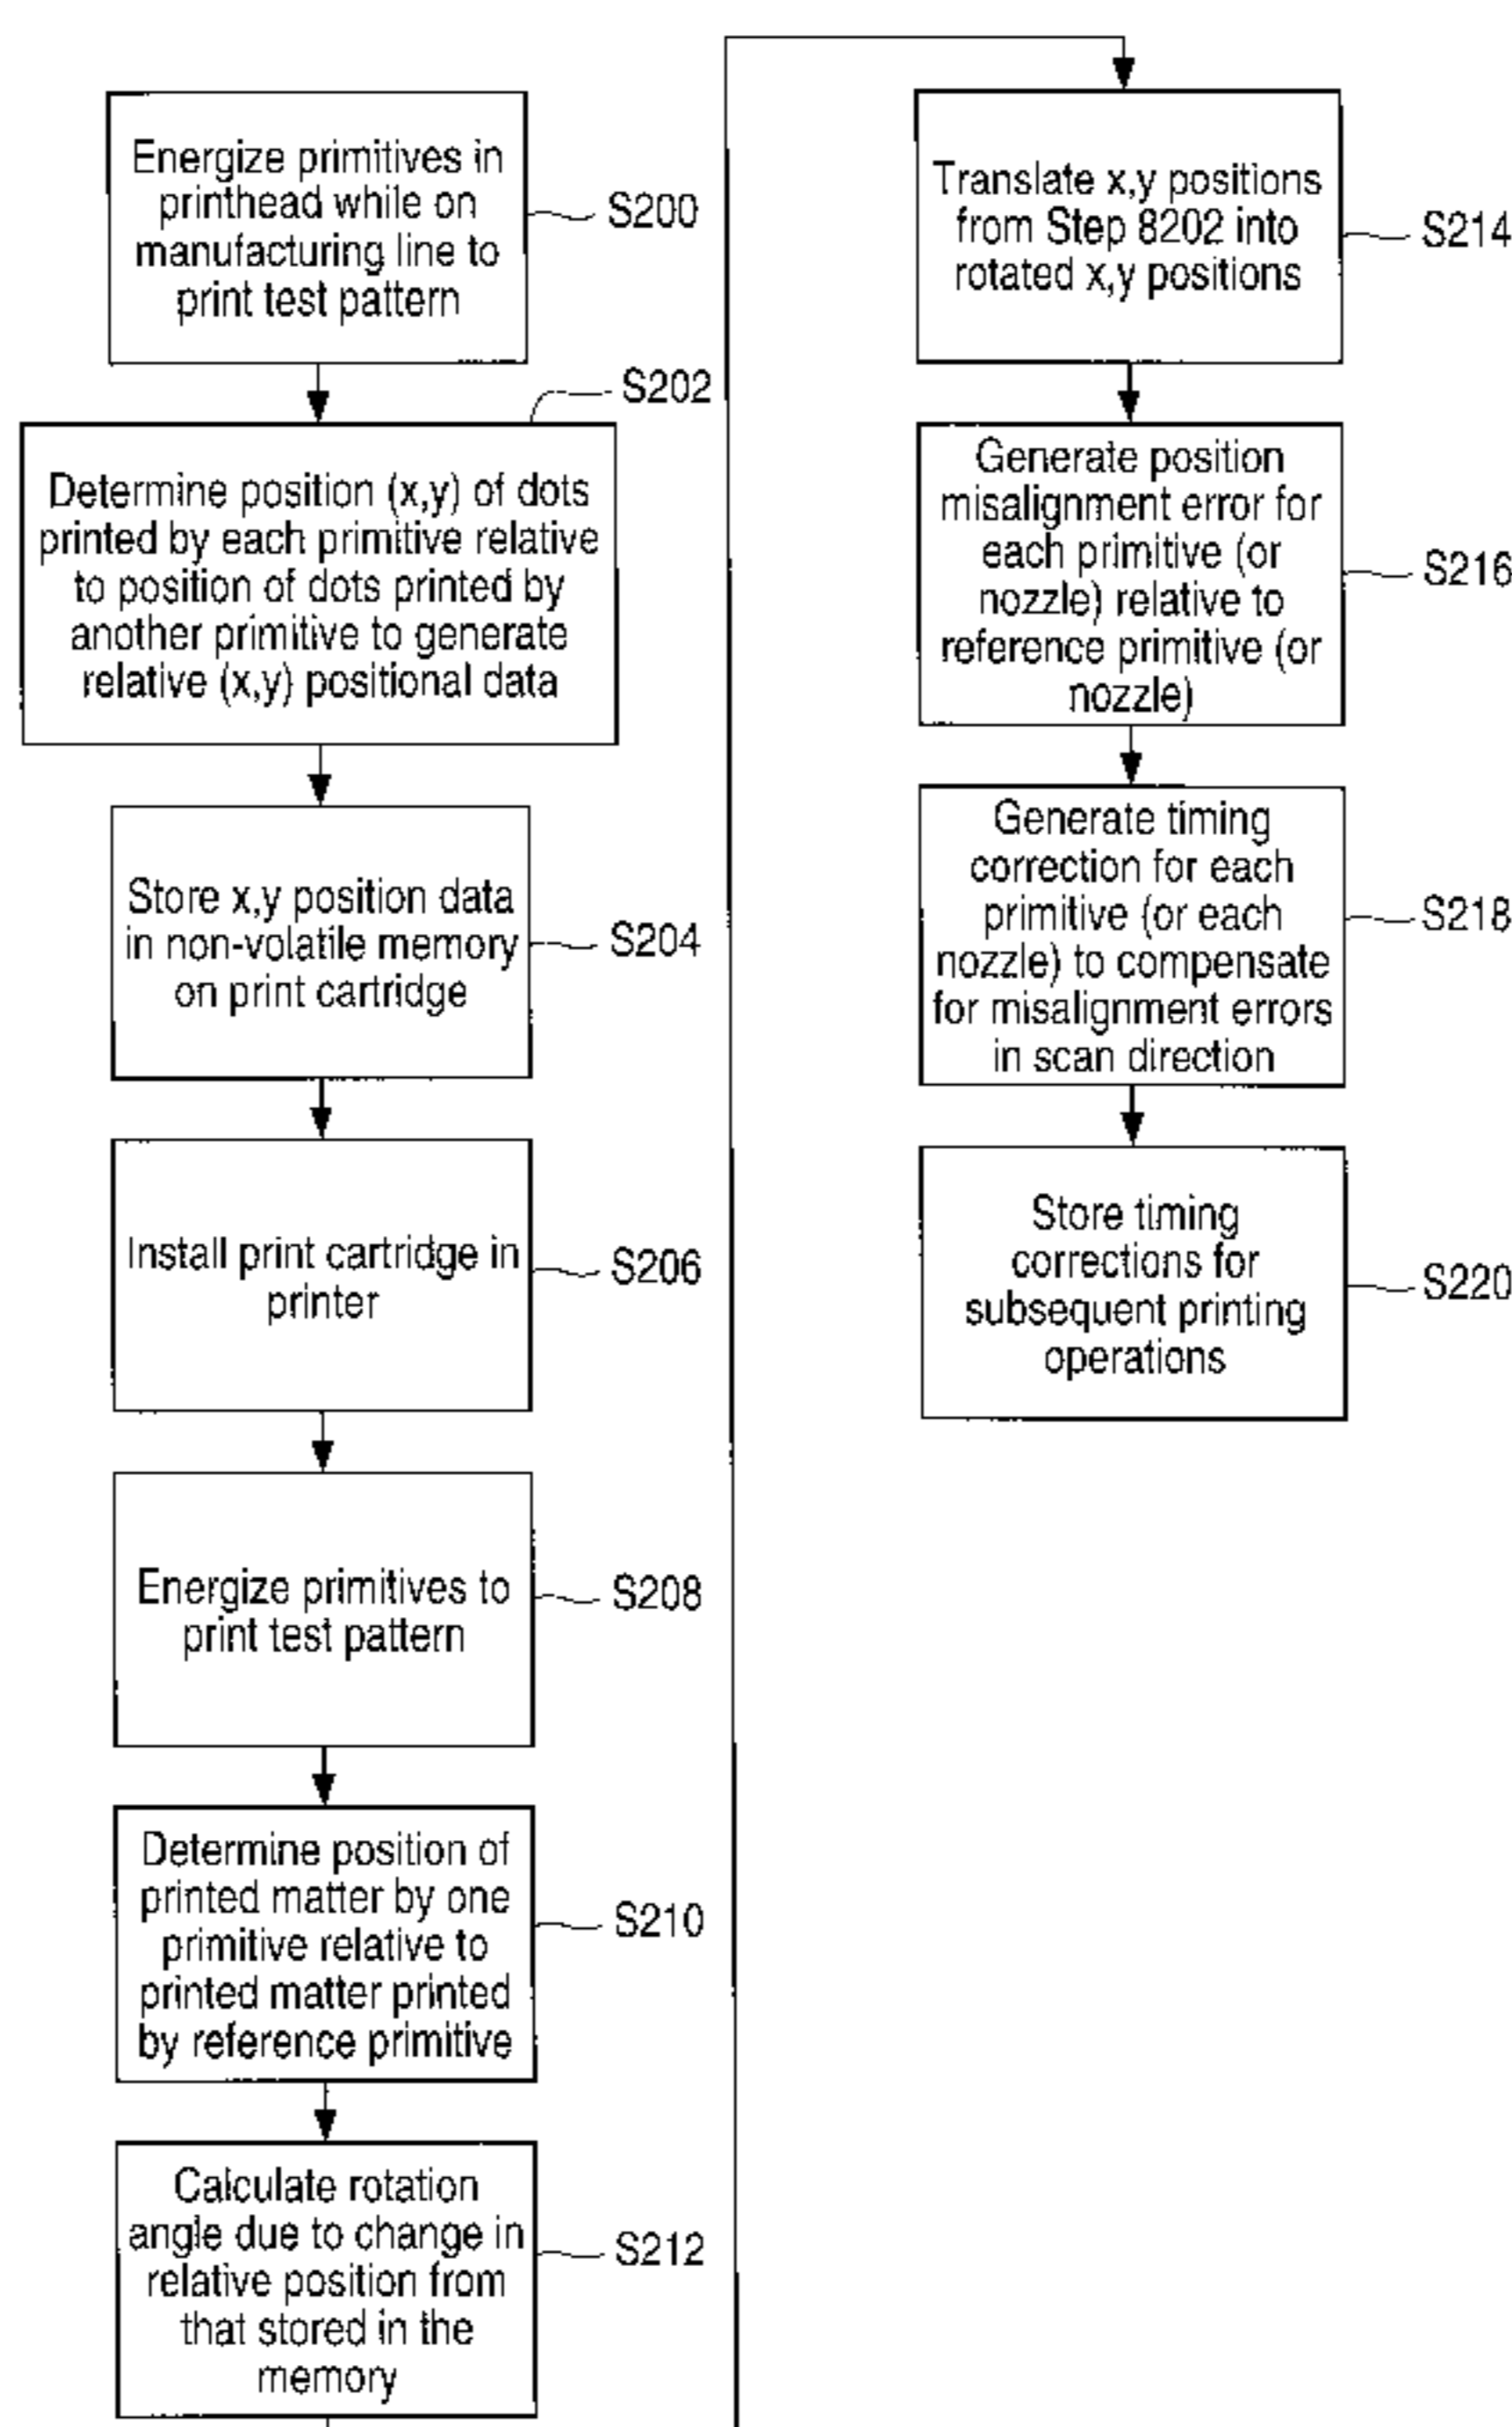 Energize primitives in
printhead while on
manufacturing line to
print test pattern
S200
S202
Determine position (x,y) of dots
printed by each primitive relative
to position of dots printed by
another primitive to generate
relative (x,y) positional data
Store x,y position data
in non-volatile memory
on print cartridge
S204
Install print cartridge in
printer
S206
Energize primitives to
print test pattern
S208
Determine position of
printed matter by one
primitive relative to
printed matter printed
by reference primitive
S210
Calculate rotation
angle due to change in
relative position from
that stored in the
memory
S212
Translate x,y positions
from Step 8202 into
rotated x,y positions
S214
Generate position
misalignment error for
each primitive (or
nozzle) relative to
reference primitive (or
nozzle)
S216
Generate timing
correction for each
primitive (or each
nozzle) to compensate
for misalignment errors
in scan direction
S218
Store timing
corrections for
subsequent printing
operations
S220